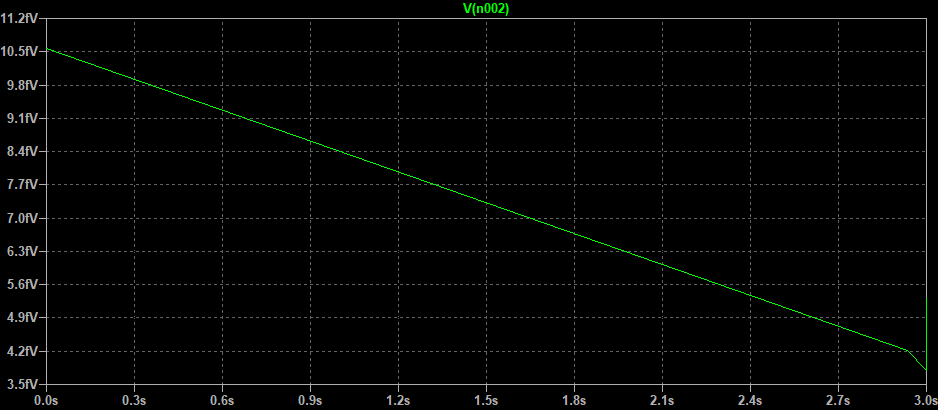 V(n002)
11.2fV
10.5fV
9.8fV
9.1fV
8.4fV
7.7fV
7.0fV
6.3fV
5.6fV
4.9fV
4.2fV
3.5fV
0.0s 0.3s 0.6s 0.9s 1.2s 1.5s 1.8s 2.1s 2.4s 2.7s 3.0s